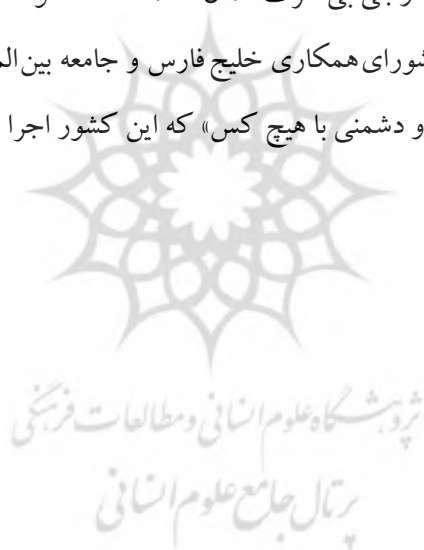 شورای همکاری خلیج فارس و جامعه بین‌الم
و دشمنی با هیچ کس» که این کشور اجرا
پژوهشگاه علوم انسانی و مطالعات فرهنگی
پرتال جامع علوم انسانی